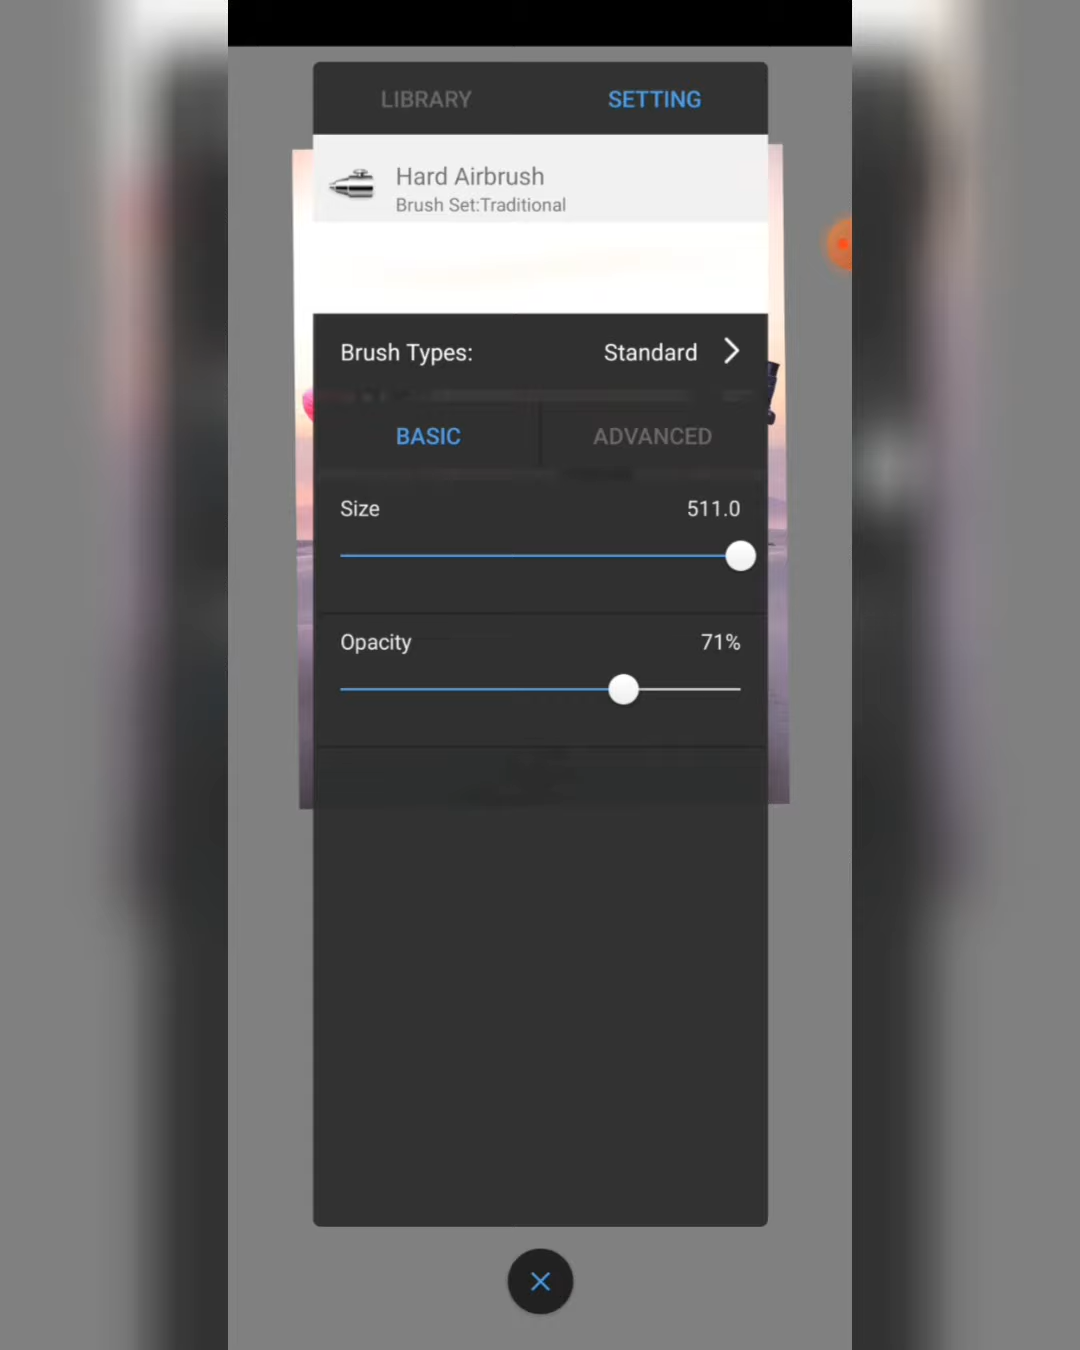 LIBRARY SETTING
Hard Airbrush
Brush Set:Traditional
Brush Types: Standard
BASIC ADVANCED
Size 511.0
Opacity 71%